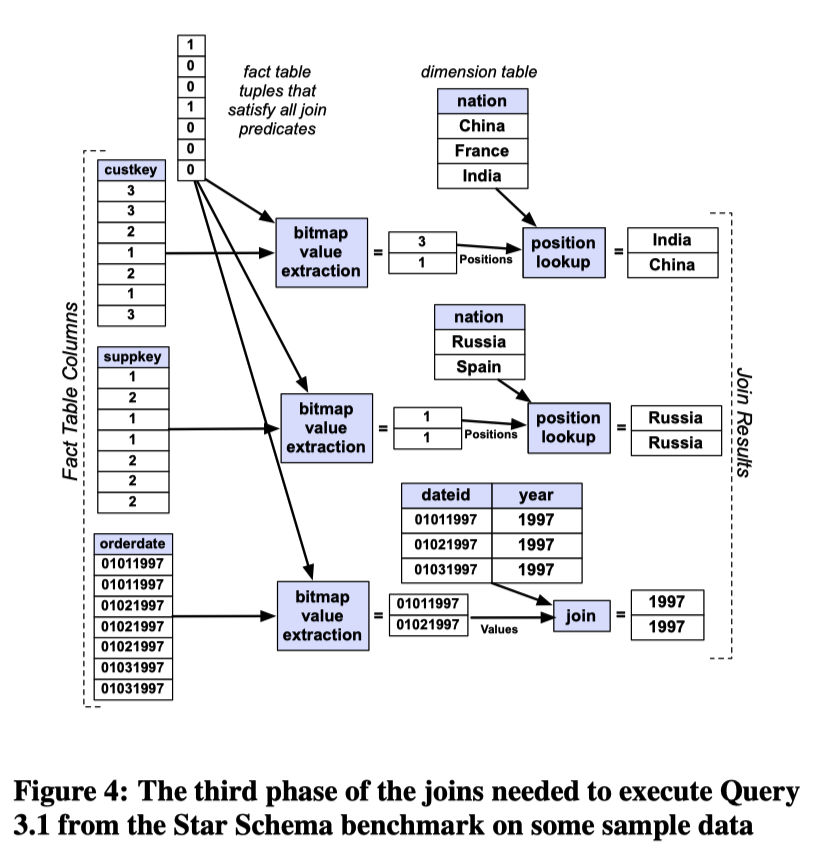 1
0
0
1
0
0
0
fact table
tuples that
satisfy all join
predicates
dimension table
nation
China
France
India
custkey
3
3
2
1
2
1
3
bitmap
value
extraction
=
3
1
Positions
position
lookup
=
India
China
Fact Table Columns
suppkey
1
2
1
1
2
2
2
bitmap
value
extraction
=
1
1
Positions
nation
Russia
Spain
position
lookup
=
Russia
Russia
Join Results
orderdate
01011997
01011997
01021997
01021997
01021997
01031997
01031997
bitmap
value
extraction
=
01011997
01021997
Values
dateid year
01011997 1997
01021997 1997
01031997 1997
join
=
1997
1997
Figure 4: The third phase of the joins needed to execute Query
3.1 from the Star Schema benchmark on some sample data